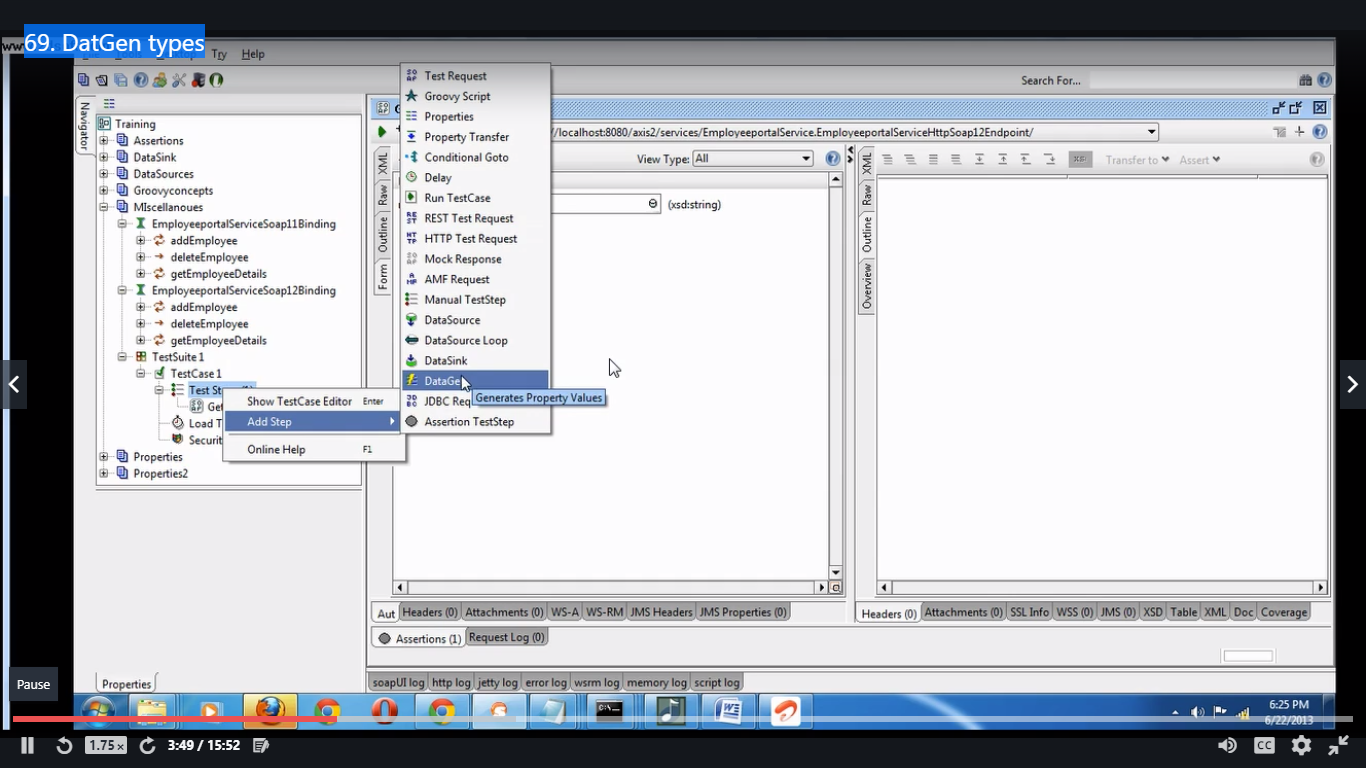 69. DatGen types
Try Help
Search For...
Navigator
Training
Assertions
DataSink
DataSources
Groovyconcepts
MIscellanoues
EmployeeportalServiceSoap11Binding
addEmployee
deleteEmployee
getEmployeeDetails
EmployeeportalServiceSoap12Binding
addEmployee
deleteEmployee
getEmployeeDetails
TestSuite 1
TestCase 1
Test
Load T
Securit
Properties
Properties2
Show TestCase Editor Enter
Add Step
Online Help F1
Test Request
Groovy Script
Properties
Property Transfer
Conditional Goto
Delay
Run TestCase
REST Test Request
HTTP Test Request
Mock Response
AMF Request
Manual TestStep
DataSource
DataSource Loop
DataSink
DataGe
JDBC Req
Assertion TestStep
Generates Property Values
//localhost:8080/axis2/services/EmployeeportalService.EmployeeportalServiceHttpSoap12Endpoint/
View Type: All
(xsd:string)
XML
Raw
Outline
Form
XML
Raw
Outline
Overview
Transfer to Assert
Aut Headers (0) Attachments (0) WS-A WS-RM JMS Headers JMS Properties (0)
Headers (0) Attachments (0) SSL Info WSS (0) JMS (0) XSD Table XML Doc Coverage
Assertions (1) Request Log (0)
Properties
soapUI log http log jetty log error log wsrm log memory log script log
Pause
6:25 PM
6/22/2013
1.75 x 3:49 / 15:52 CC